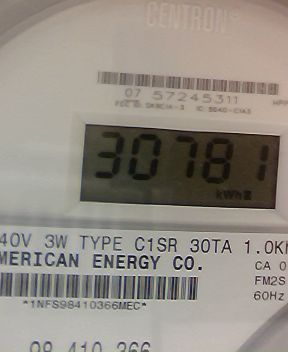 CENTRON®
07 57245311
30781
kWh
40V 3W TYPE C1SR 30TA 1.0K
MERICAN ENERGY CO.
CA 0
FM2S
60Hz
*1NFS98410366MEC*
98 410 366